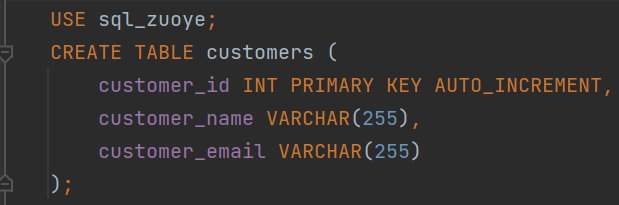 USE sql_zuoye;
CREATE TABLE customers (
    customer_id INT PRIMARY KEY AUTO_INCREMENT,
    customer_name VARCHAR(255),
    customer_email VARCHAR(255)
);